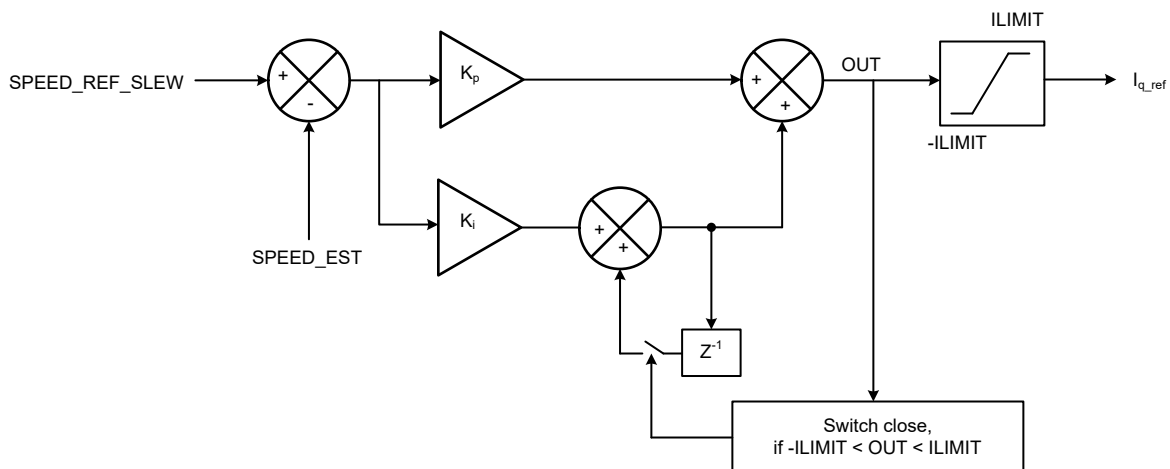 ILIMIT
SPEED_REF_SLEW
+
-
Kp
+
+
OUT
Iq_ref
-ILIMIT
SPEED_EST
Ki
+
+
Z-1
Switch close,
if -ILIMIT < OUT < ILIMIT